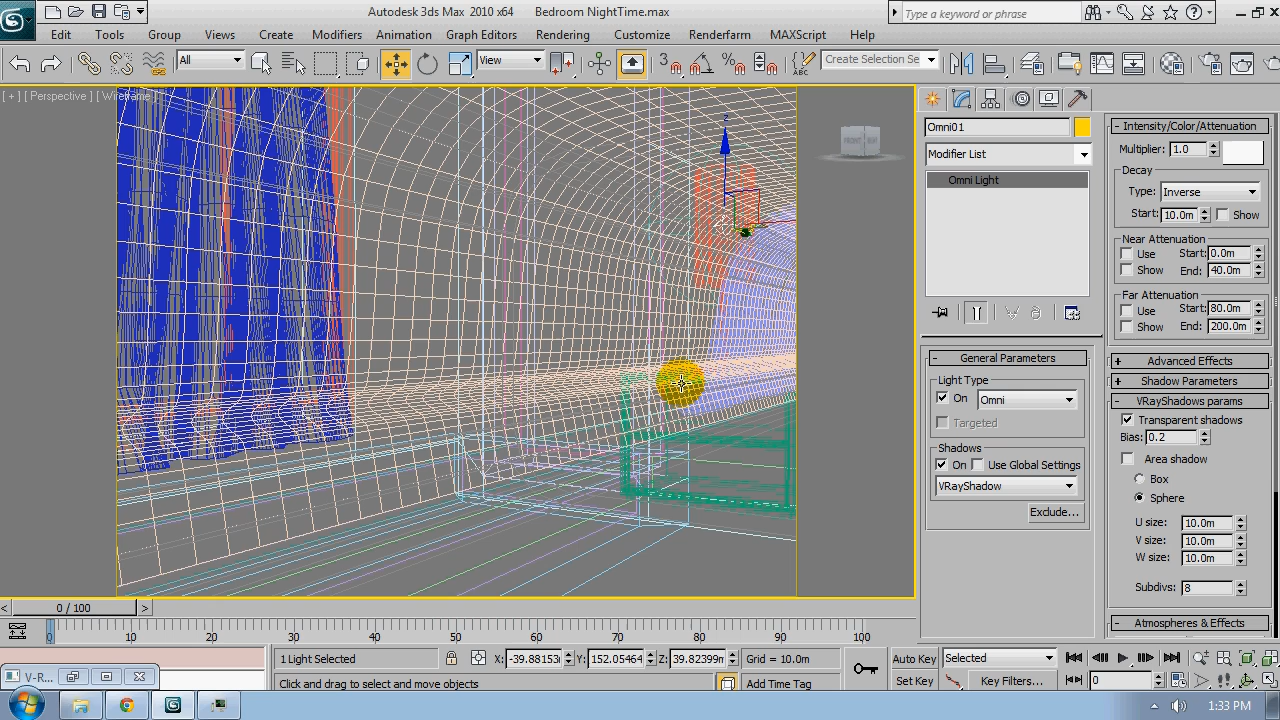 Autodesk 3ds Max 2010 x64 Bedroom NightTime.max
Type a keyword or phrase
Edit Tools Group Views Create Modifiers Animation Graph Editors Rendering Customize Renderfarm MAXScript Help
All View 3 ABC Create Selection Se
[ + ] [ Perspective ] [ Wireframe ]
z
Omni01
Modifier List
Omni Light
- General Parameters
Light Type
On Omni
Targeted
Shadows
On Use Global Settings
VRayShadow
Exclude...
- Intensity/Color/Attenuation
Multiplier: 1.0
Decay
Type: Inverse
Start: 10.0m Show
Near Attenuation
Use Start: 0.0m
Show End: 40.0m
Far Attenuation
Use Start: 80.0m
Show End: 200.0m
+ Advanced Effects
+ Shadow Parameters
- VRayShadows params
Transparent shadows
Bias: 0.2
Area shadow
Box
Sphere
U size: 10.0m
V size: 10.0m
W size: 10.0m
Subdivs: 8
- Atmospheres & Effects
< 0 / 100 >
0 10 20 30 40 50 60 70 80 90 100
1 Light Selected X: -39.88153 Y: 152.05464 Z: 39.82399m Grid = 10.0m Auto Key Selected
Click and drag to select and move objects Add Time Tag Set Key Key Filters... 0
V-R...
1:33 PM